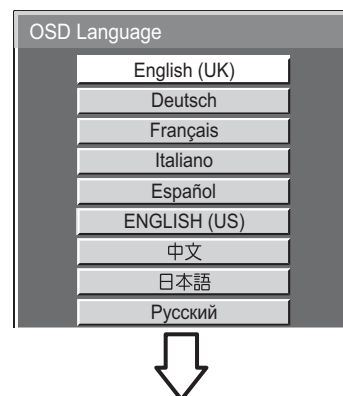 OSD Language
English (UK)
Deutsch
Français
Italiano
Español
ENGLISH (US)
中文
日本語
Русский